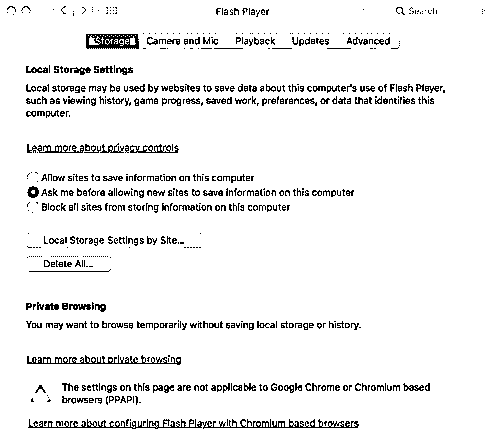 Flash Player
Search
Storage Camera and Mic Playback Updates Advanced
Local Storage Settings
Local storage may be used by websites to save data about this computer's use of Flash Player,
such as viewing history, game progress, saved work, preferences, or data that identifies this
computer.
Learn more about privacy controls
Allow sites to save information on this computer
Ask me before allowing new sites to save information on this computer
Block all sites from storing information on this computer
Local Storage Settings by Site...
Delete All...
Private Browsing
You may want to browse temporarily without saving local storage or history.
Learn more about private browsing
The settings on this page are not applicable to Google Chrome or Chromium based
browsers (PPAPI).
Learn more about configuring Flash Player with Chromium based browsers